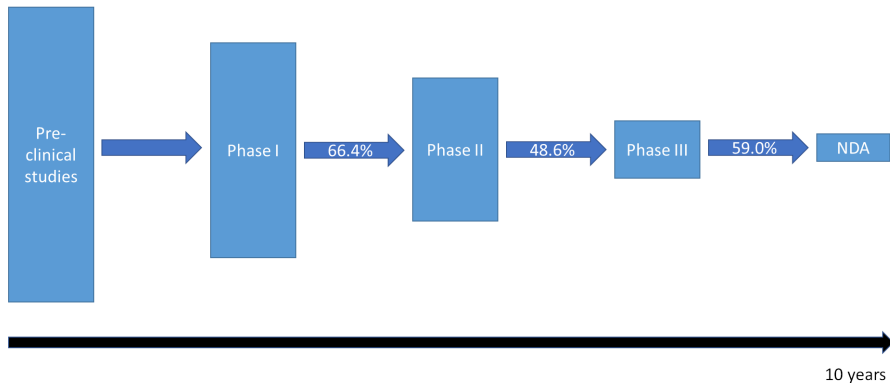 Pre-
clinical
studies
Phase I
66.4%
Phase II
48.6%
Phase III
59.0%
NDA
10 years